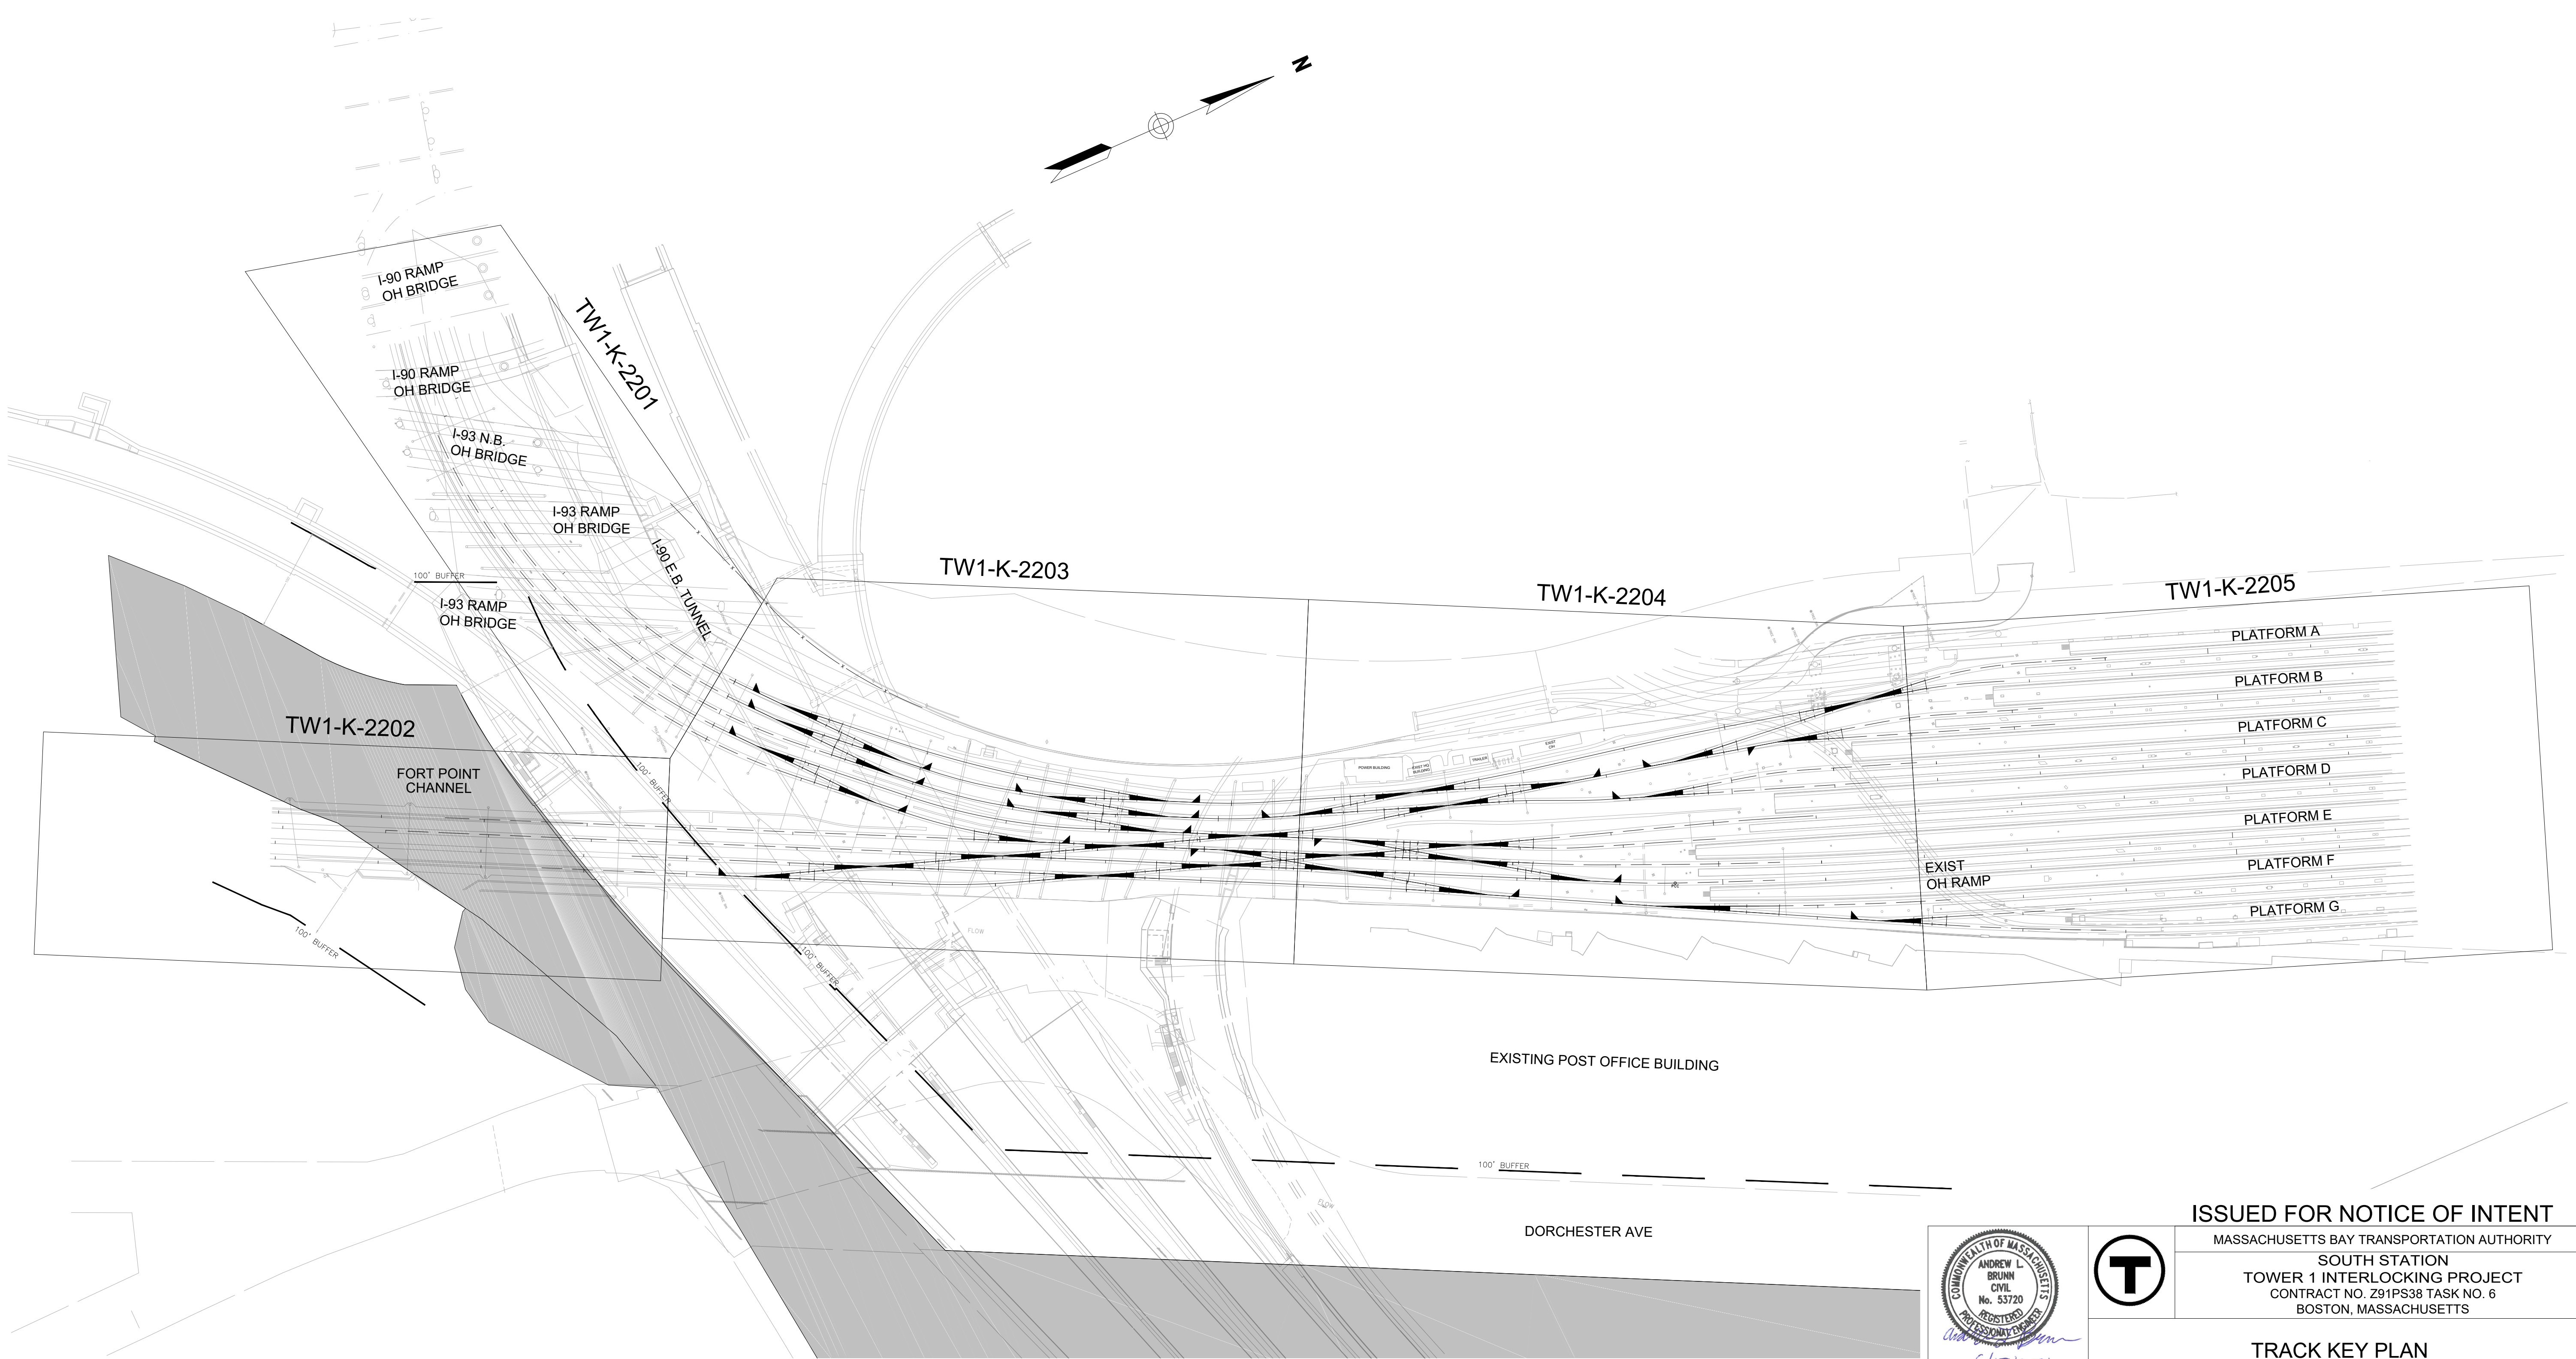 N
I-90 RAMP
OH BRIDGE
TW1-K-2201
I-90 RAMP
OH BRIDGE
I-93 N.B.
OH BRIDGE
I-93 RAMP
OH BRIDGE
I-90 E.B. TUNNEL
100' BUFFER
I-93 RAMP
OH BRIDGE
TW1-K-2203
TW1-K-2204
TW1-K-2205
PLATFORM A
PLATFORM B
PLATFORM C
PLATFORM D
PLATFORM E
PLATFORM F
PLATFORM G
TW1-K-2202
FORT POINT
CHANNEL
100' BUFFER
POWER BUILDING
EXIST HQ
BUILDING
TRAILER
EXIST
CIH
EXIST
OH RAMP
100' BUFFER
100' BUFFER
FLOW
EXISTING POST OFFICE BUILDING
100' BUFFER
FLOW
DORCHESTER AVE
ISSUED FOR NOTICE OF INTENT
MASSACHUSETTS BAY TRANSPORTATION AUTHORITY
SOUTH STATION
TOWER 1 INTERLOCKING PROJECT
CONTRACT NO. Z91PS38 TASK NO. 6
BOSTON, MASSACHUSETTS
TRACK KEY PLAN
T
COMMONWEALTH OF MASSACHUSETTS
ANDREW L.
BRUNN
CIVIL
No. 53720
REGISTERED
PROFESSIONAL ENGINEER